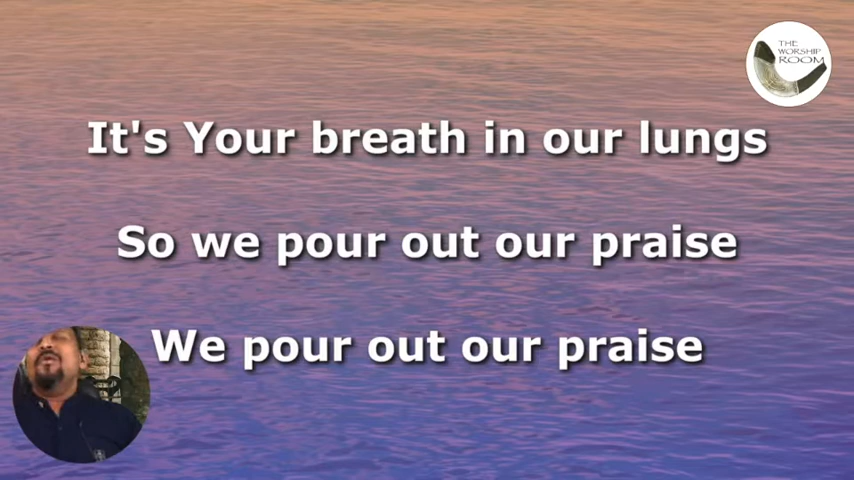 THE
WORSHIP
ROOM
It's Your breath in our lungs
So we pour out our praise
We pour out our praise